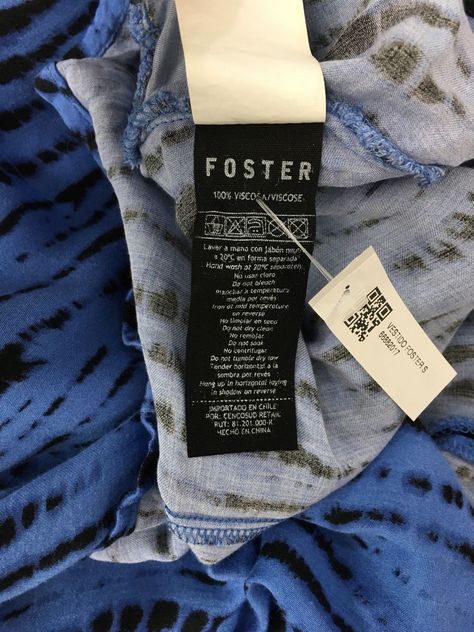 FOSTER
100% VISCOSA/VISCOSE
Lavar a mano con Jabón neutro
a 20°C en forma separada
Hand wash at 20°C separately
No usar cloro
Do not bleach
Planchar a temperatura
media por revés
Iron at mid temperature
on reverse
No limpiar en seco
Do not dry clean
No remojar
Do not soak
No centrifugar
Do not tumble dry raw
Tender horizontal a la
sombra por revés
Hang up in horizontal laying
in shadow on reverse
IMPORTADO EN CHILE
POR: CENCOSUD RETAIL
RUT: 81.201.000-K
HECHO EN CHINA
VESTIDO FOSTER S
66882017